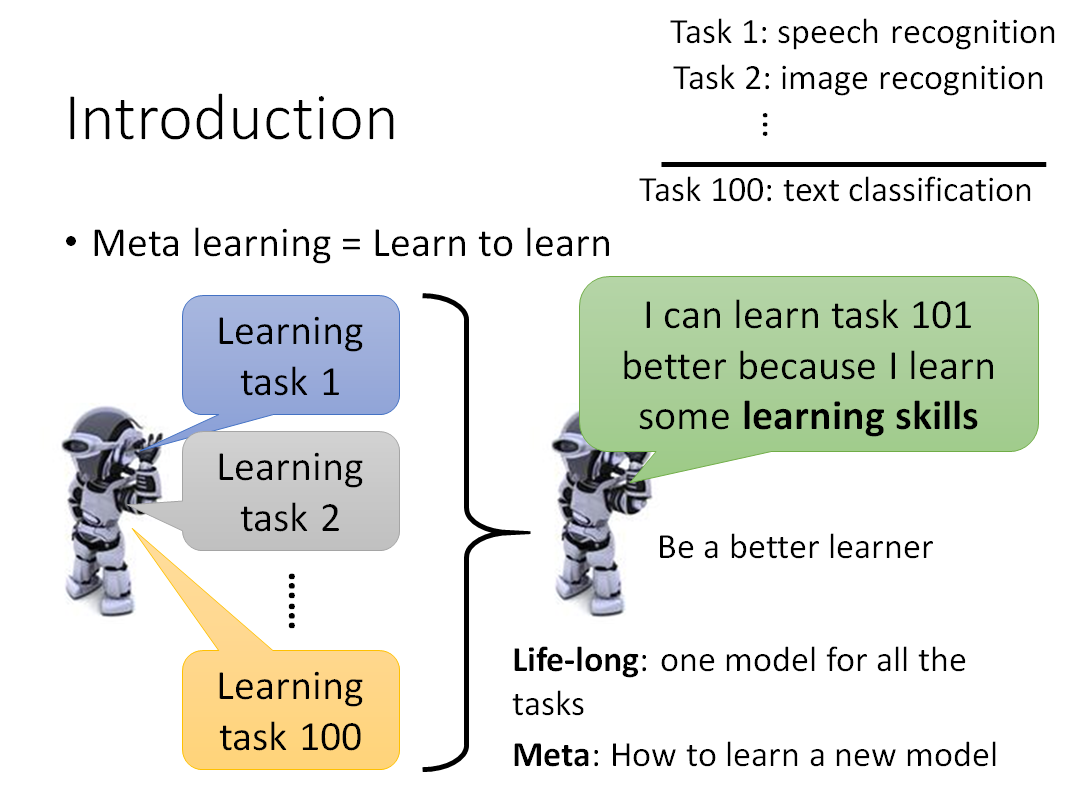 Task 1: speech recognition
Task 2: image recognition
⋮
Task 100: text classification
Introduction
• Meta learning = Learn to learn
Learning
task 1
Learning
task 2
……
Learning
task 100
I can learn task 101
better because I learn
some learning skills
Be a better learner
Life-long: one model for all the
tasks
Meta: How to learn a new model